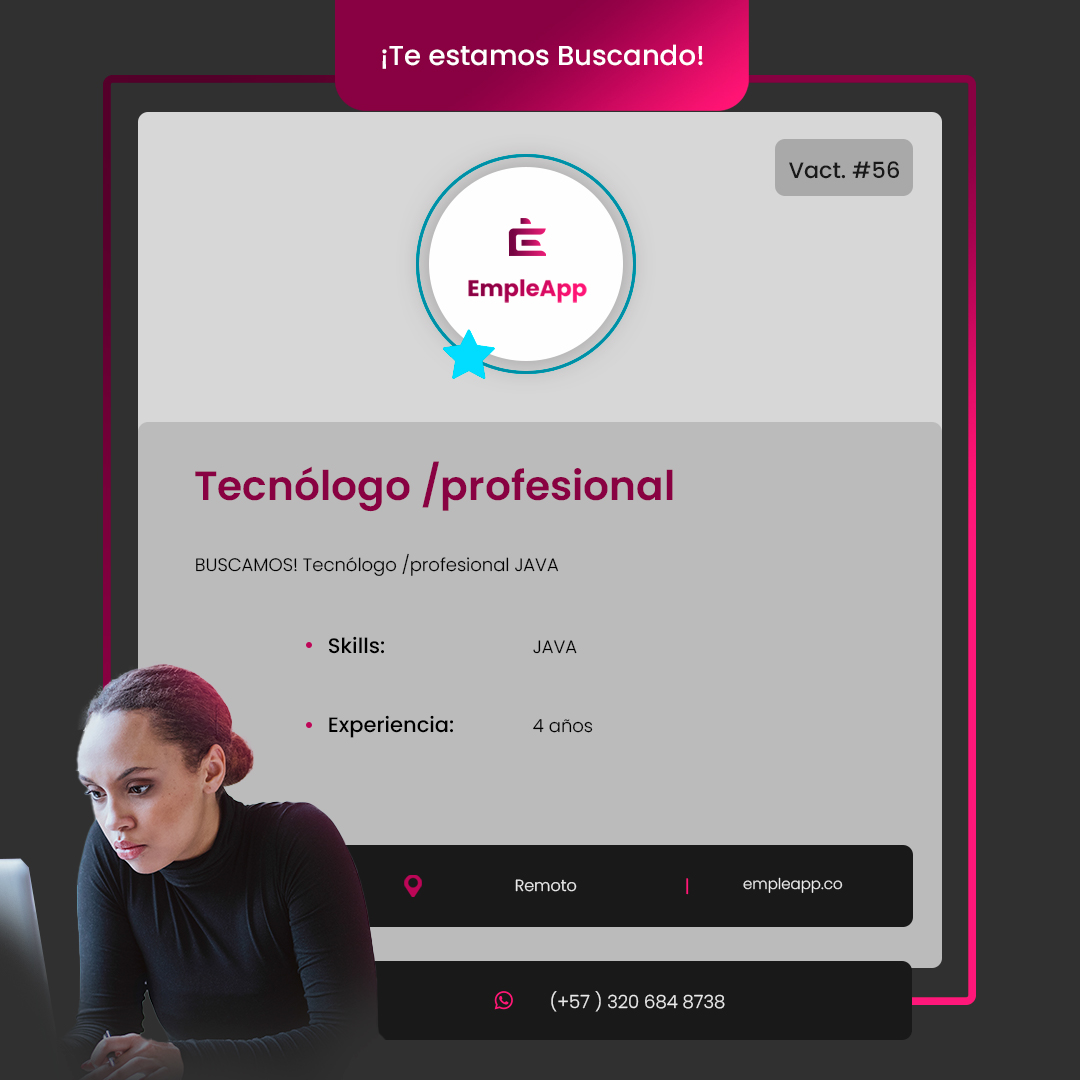 ¡Te estamos Buscando!
Vact. #56
EmpleApp
Tecnólogo /profesional
BUSCAMOS! Tecnólogo /profesional JAVA
• Skills: JAVA
• Experiencia: 4 años
Remoto | empleapp.co
(+57 ) 320 684 8738